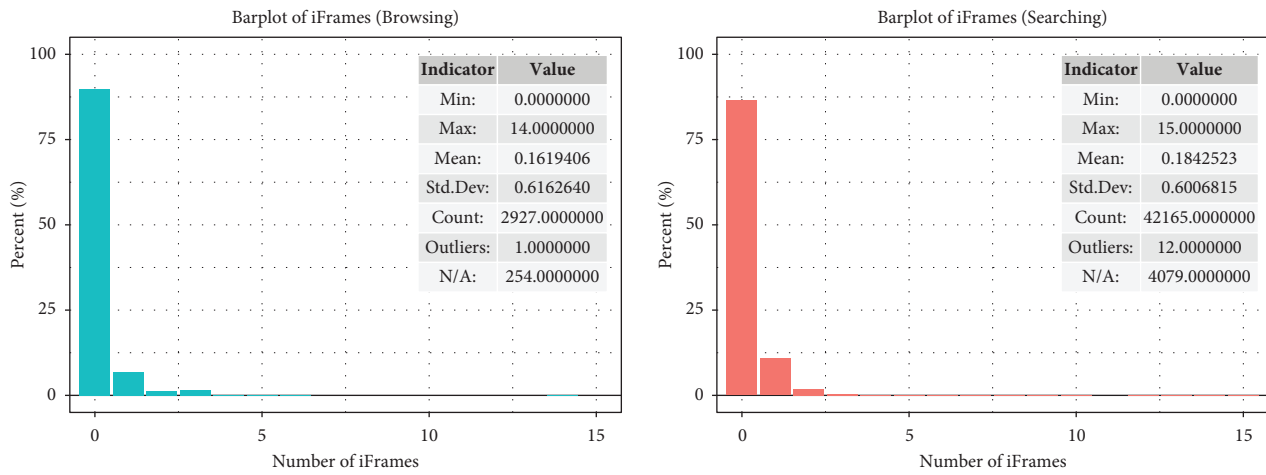 Barplot of iFrames (Browsing)
100
75
50
25
0
Percent (%)
0 5 10 15
Number of iFrames
Indicator Value
Min: 0.0000000
Max: 14.0000000
Mean: 0.1619406
Std.Dev: 0.6162640
Count: 2927.0000000
Outliers: 1.0000000
N/A: 254.0000000
Barplot of iFrames (Searching)
100
75
50
25
0
Percent (%)
0 5 10 15
Number of iFrames
Indicator Value
Min: 0.0000000
Max: 15.0000000
Mean: 0.1842523
Std.Dev: 0.6006815
Count: 42165.0000000
Outliers: 12.0000000
N/A: 4079.0000000